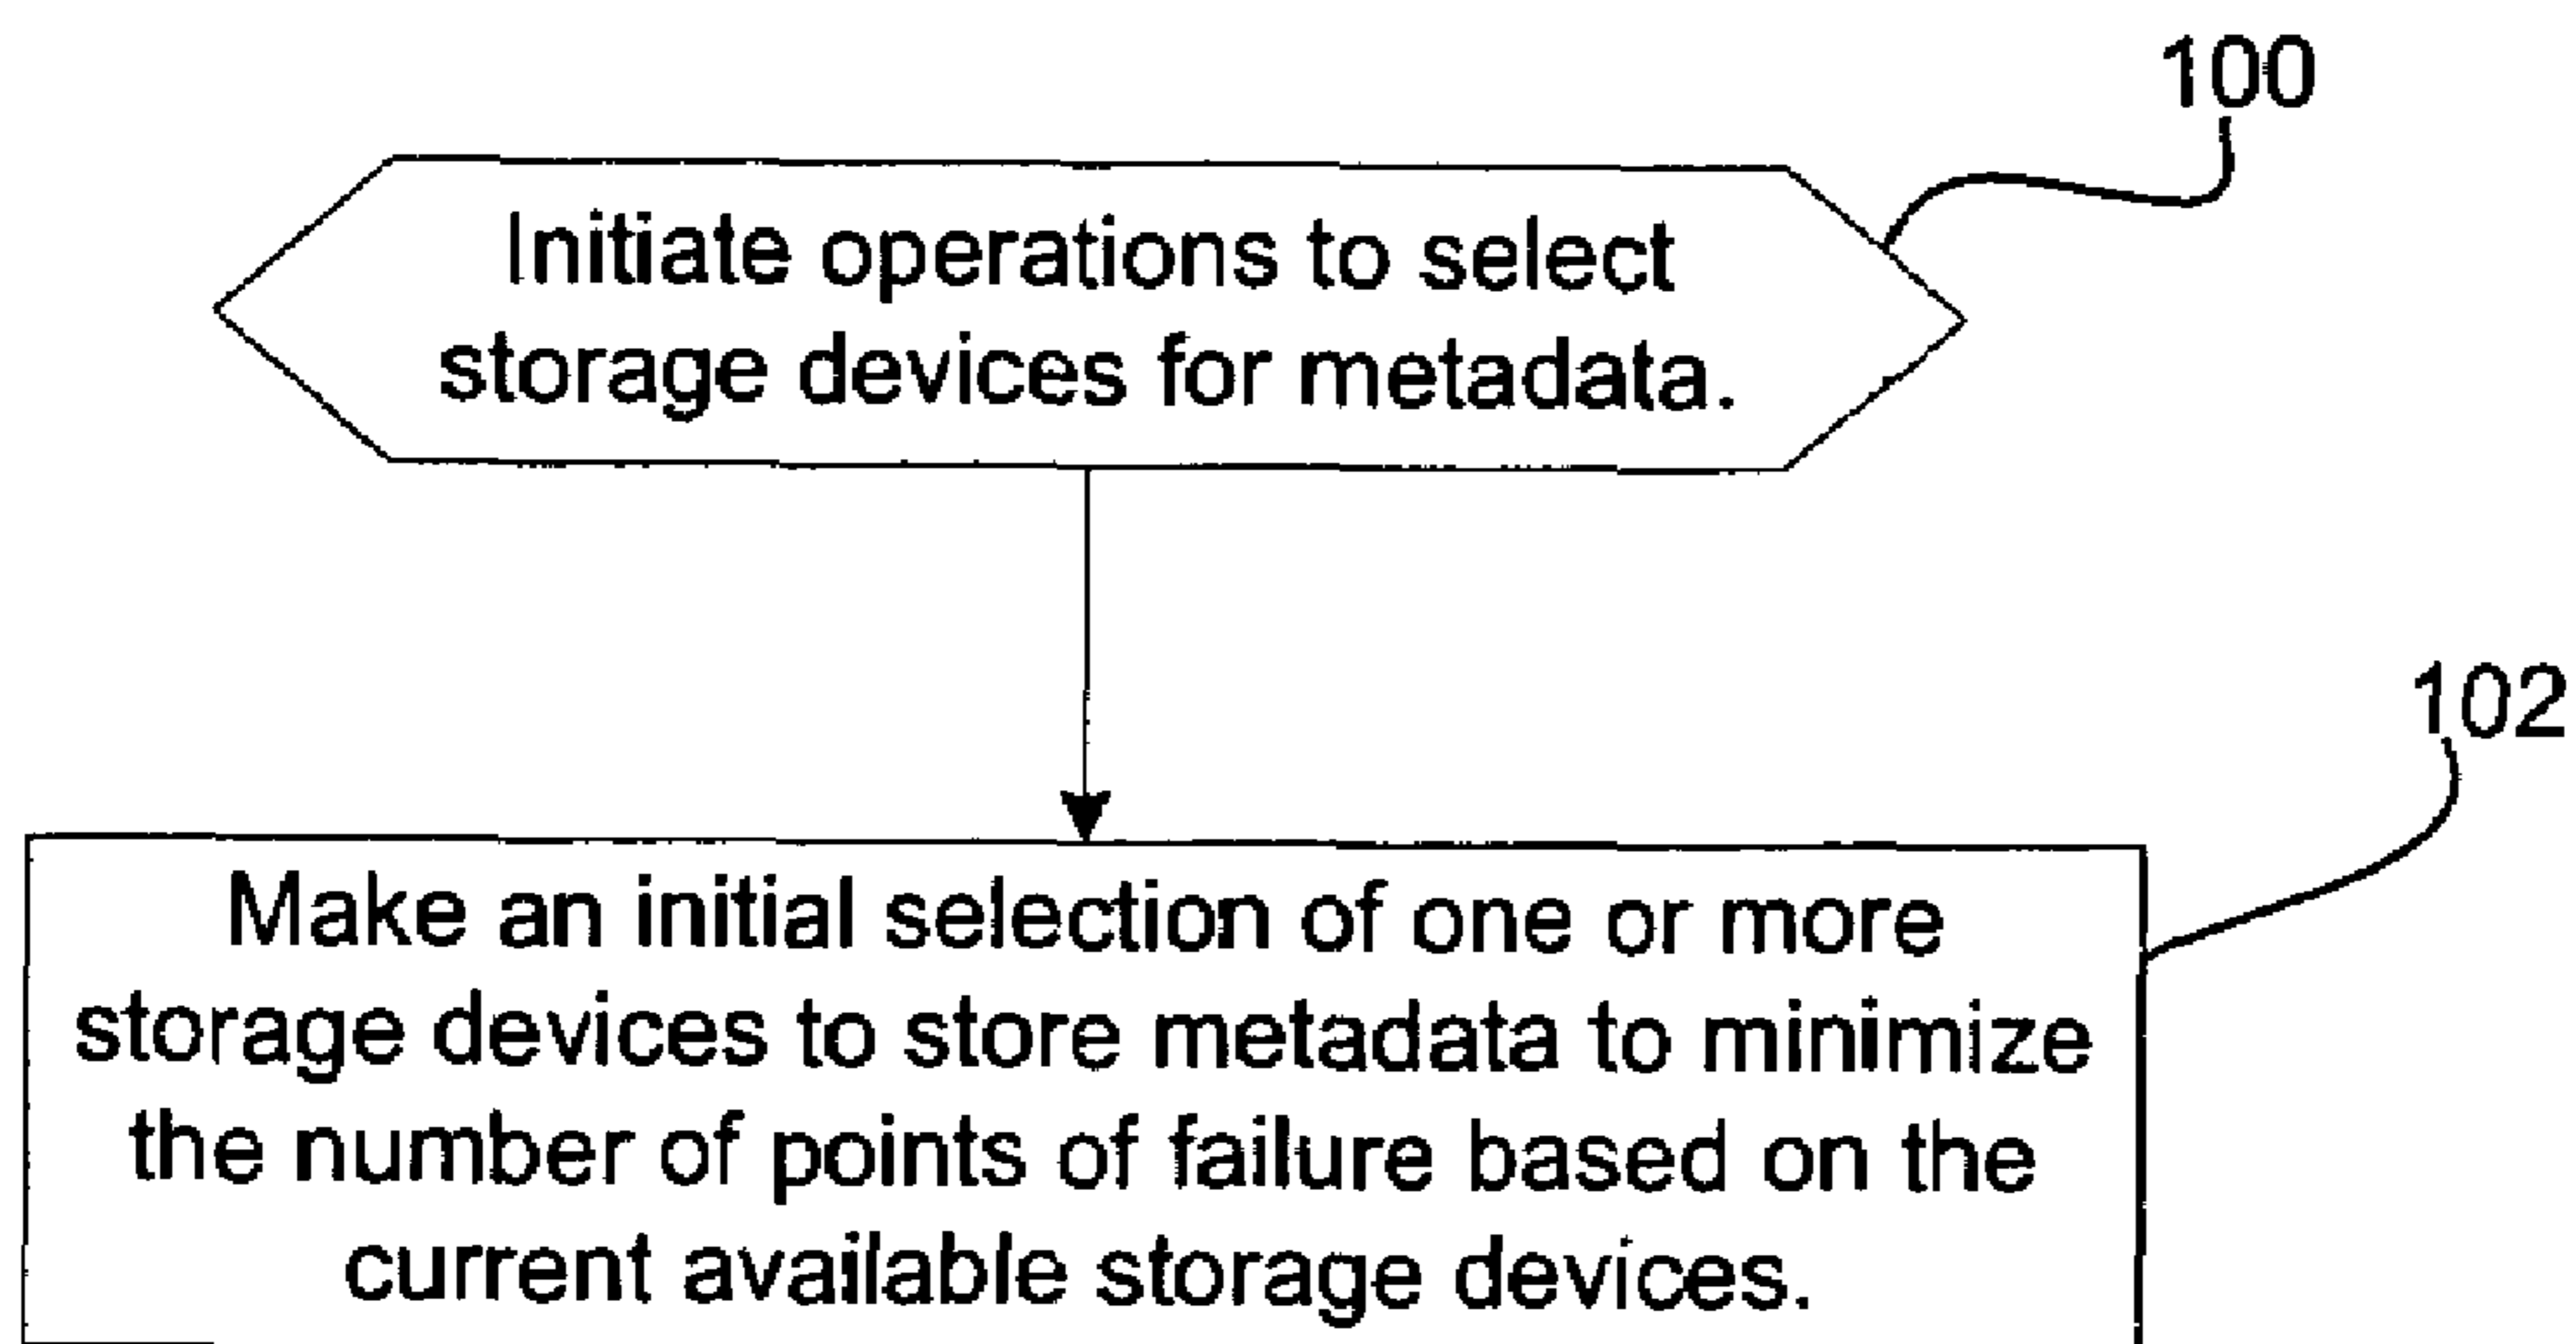 100
Initiate operations to select
storage devices for metadata.
102
Make an initial selection of one or more
storage devices to store metadata to minimize
the number of points of failure based on the
current available storage devices.